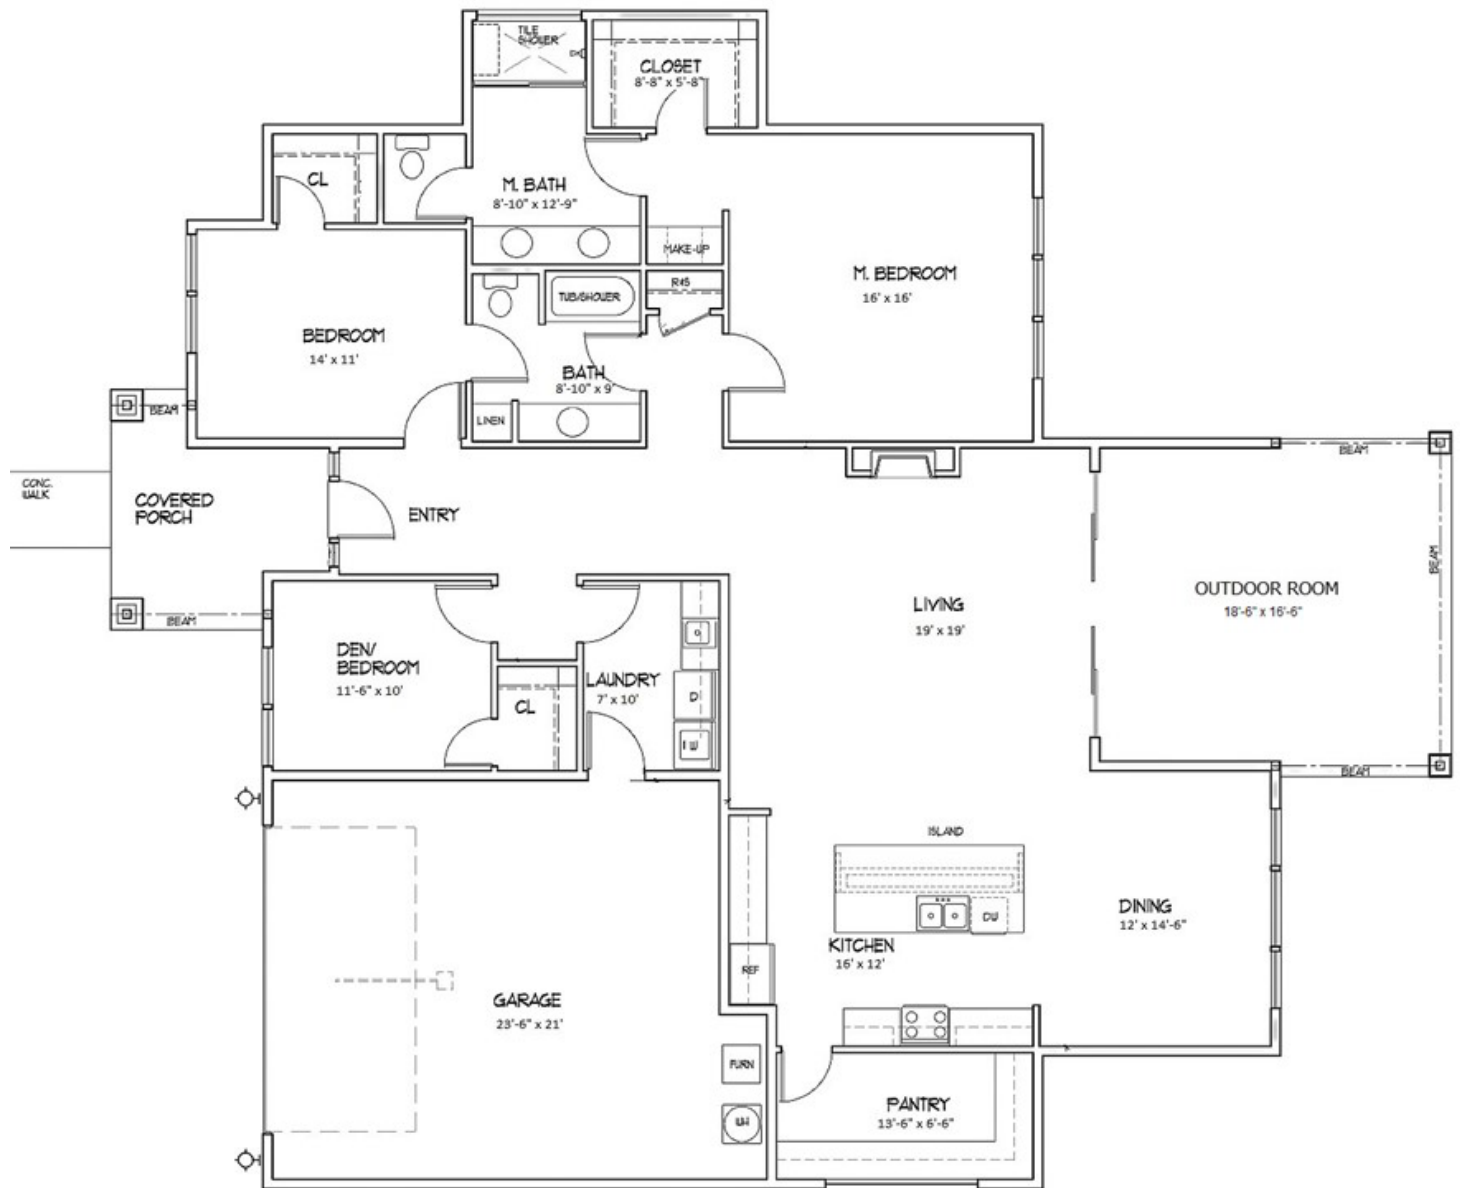 TILE
SHOWER
CLOSET
8'-8" x 5'-8"
CL
M. BATH
8'-10" x 12'-9"
MAKE-UP
M. BEDROOM
16' x 16'
R&S
TUB/SHOWER
BEDROOM
14' x 11'
BATH
8'-10" x 9'
LINEN
BEAM
BEAM
CONC.
WALK
COVERED
PORCH
ENTRY
BEAM
OUTDOOR ROOM
18'-6" x 16'-6"
LIVING
19' x 19'
BEAM
DEN/
BEDROOM
11'-6" x 10'
LAUNDRY
7' x 10'
CL
D
W
BEAM
ISLAND
DW
DINING
12' x 14'-6"
KITCHEN
16' x 12'
REF
GARAGE
23'-6" x 21'
FURN
WH
PANTRY
13'-6" x 6'-6"